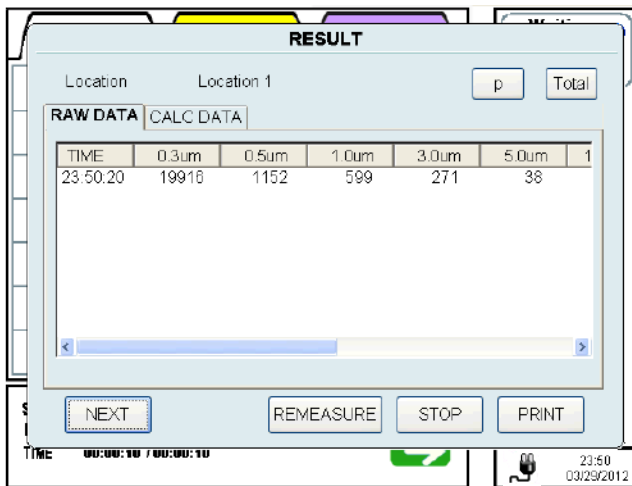 RESULT
Location Location 1 p Total
RAW DATA CALC DATA
TIME 0.3um 0.5um 1.0um 3.0um 5.0um 1
23:50:20 19916 1152 599 271 38
NEXT REMEASURE STOP PRINT
TIME 00:00:10 / 00:00:10
23:50
03/29/2012